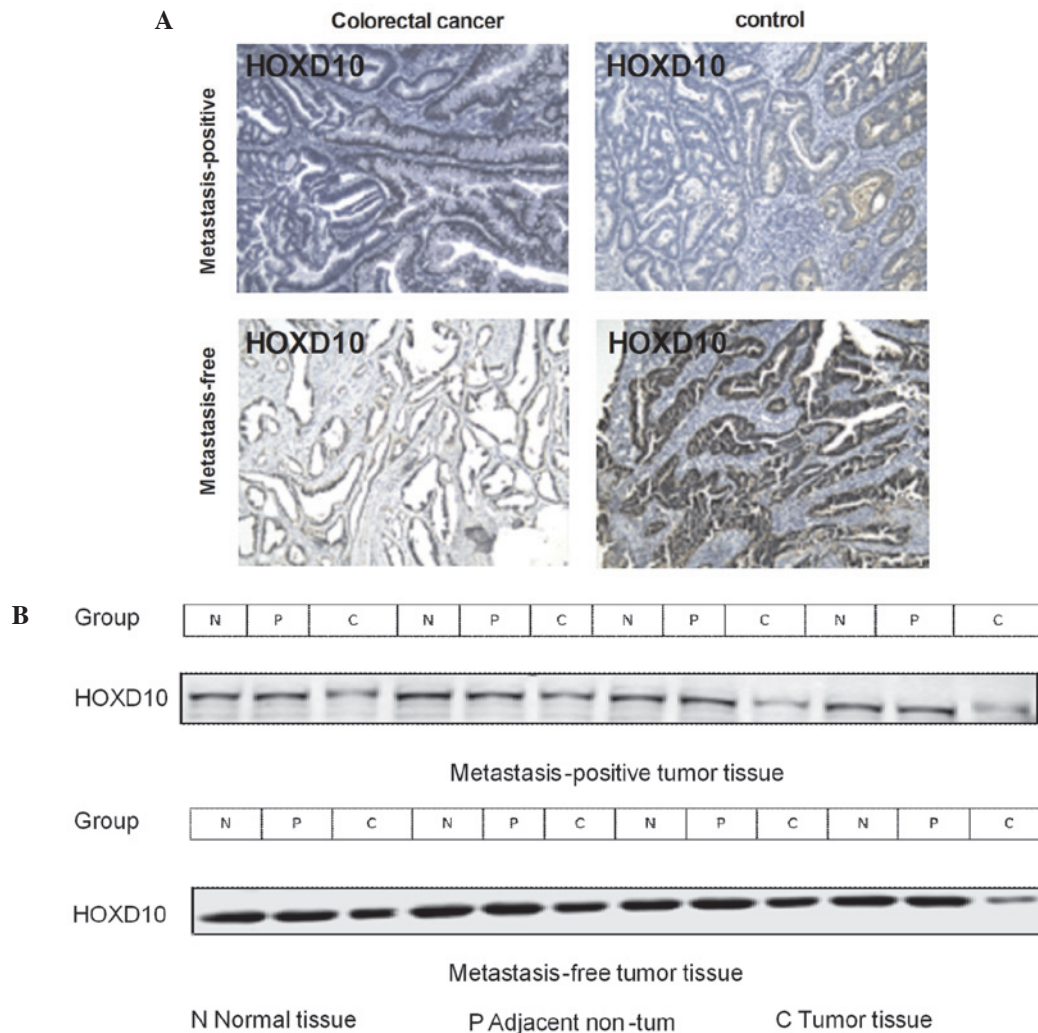 A
Colorectal cancer control
Metastasis-positive
HOXD10 HOXD10
Metastasis-free
HOXD10 HOXD10
B
Group N P C N P C N P C N P C
HOXD10
Metastasis-positive tumor tissue
Group N P C N P C N P C N P C
HOXD10
Metastasis-free tumor tissue
N Normal tissue P Adjacent non-tum C Tumor tissue